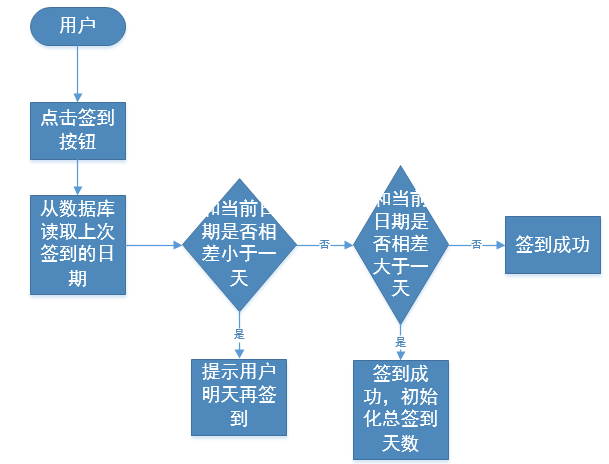 用户
点击签到
按钮
从数据库
读取上次
签到的日
期
和当前日
期是否相
差小于一
天
否
和当前
日期是
否相差
大于一
天
否
签到成功
是
提示用户
明天再签
到
是
签到成
功，初始
化总签到
天数